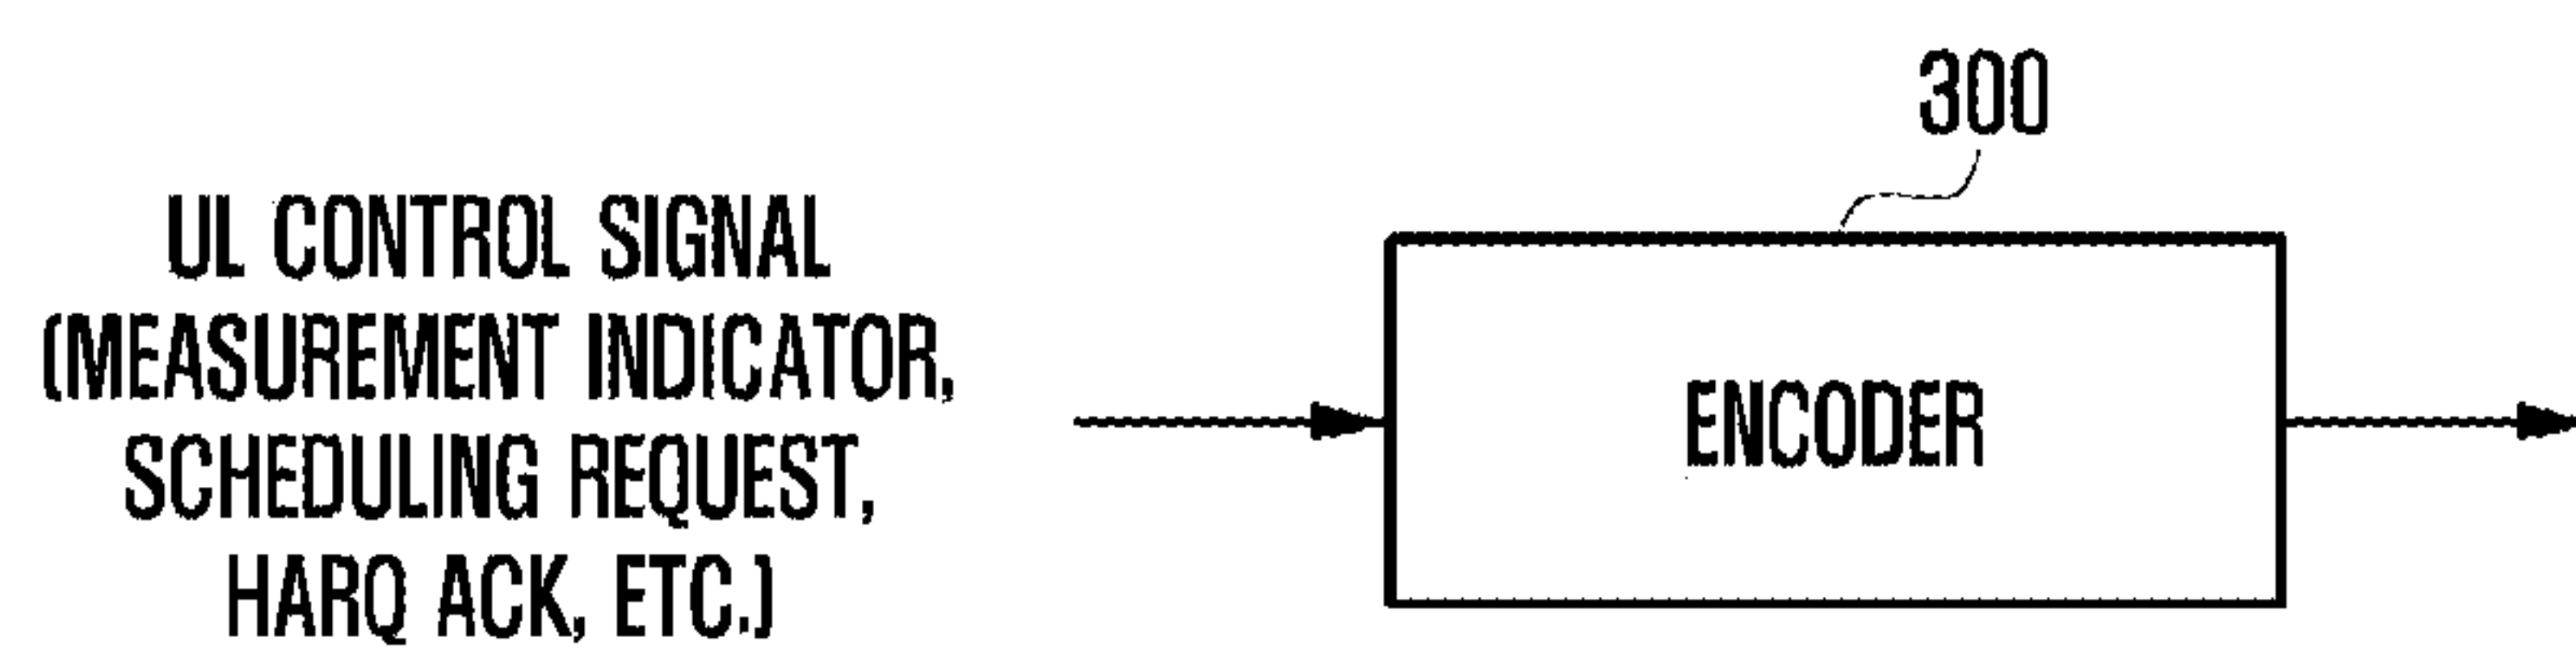 300
UL CONTROL SIGNAL
(MEASUREMENT INDICATOR,
SCHEDULING REQUEST,
HARQ ACK, ETC.)
ENCODER